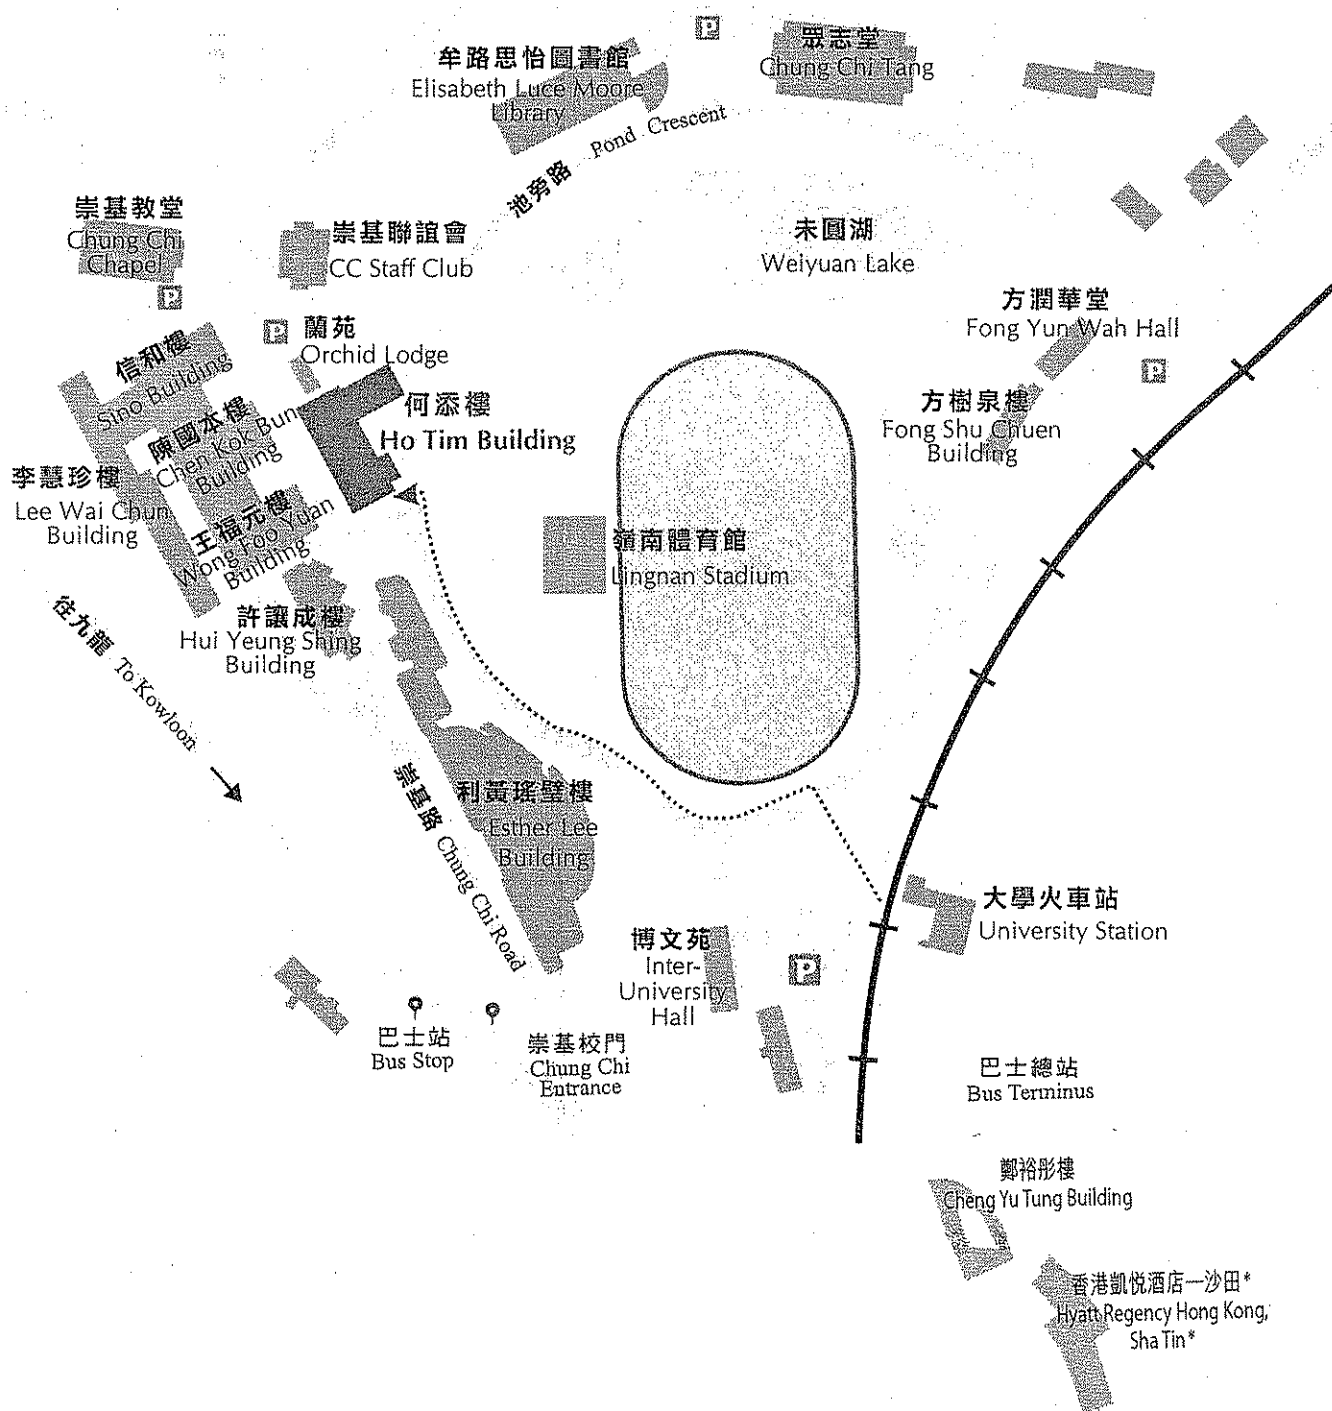 P
眾志堂
Chung Chi Tang
牟路思怡圖書館
Elisabeth Luce Moore
Library
池旁路 Pond Crescent
崇基教堂
Chung Chi
Chapel
P
崇基聯誼會
CC Staff Club
未圓湖
Weiyuan Lake
方潤華堂
Fong Yun Wah Hall
P
P
蘭苑
Orchid Lodge
信和樓
Sino Building
陳國本樓
Chen Kok Bun
Building
何添樓
Ho Tim Building
方樹泉樓
Fong Shu Chuen
Building
李慧珍樓
Lee Wai Chun
Building
王福元樓
Wong Foo Yuan
Building
嶺南體育館
Lingnan Stadium
許讓成樓
Hui Yeung Shing
Building
往九龍 To Kowloon
崇基路 Chung Chi Road
利黃瑤璧樓
Esther Lee
Building
大學火車站
University Station
博文苑
Inter-
University
Hall
P
巴士站
Bus Stop
崇基校門
Chung Chi
Entrance
巴士總站
Bus Terminus
鄭裕彤樓
Cheng Yu Tung Building
香港凱悅酒店—沙田*
Hyatt Regency Hong Kong,
Sha Tin*